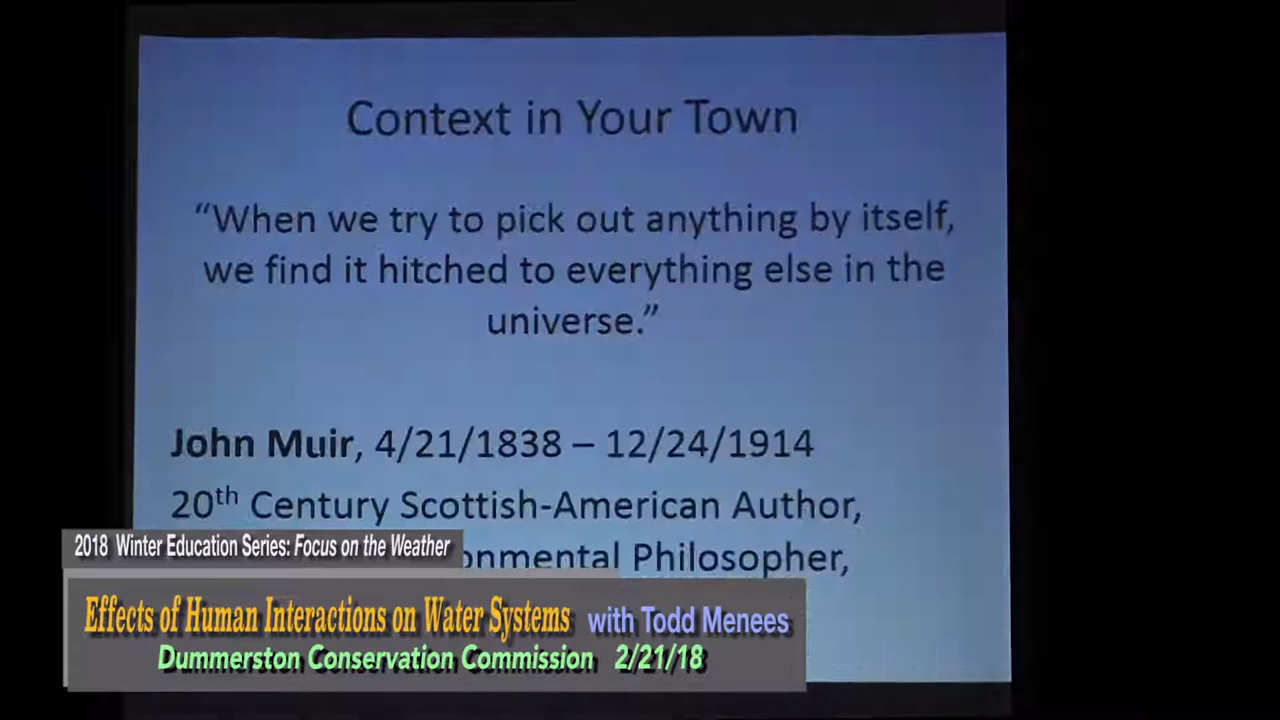 Context in Your Town
“When we try to pick out anything by itself,
we find it hitched to everything else in the
universe.”
John Muir, 4/21/1838 – 12/24/1914
20th Century Scottish-American Author,
Philosopher,
2018 Winter Education Series: Focus on the Weather
Effects of Human Interactions on Water Systems with Todd Menees
Dummerston Conservation Commission 2/21/18